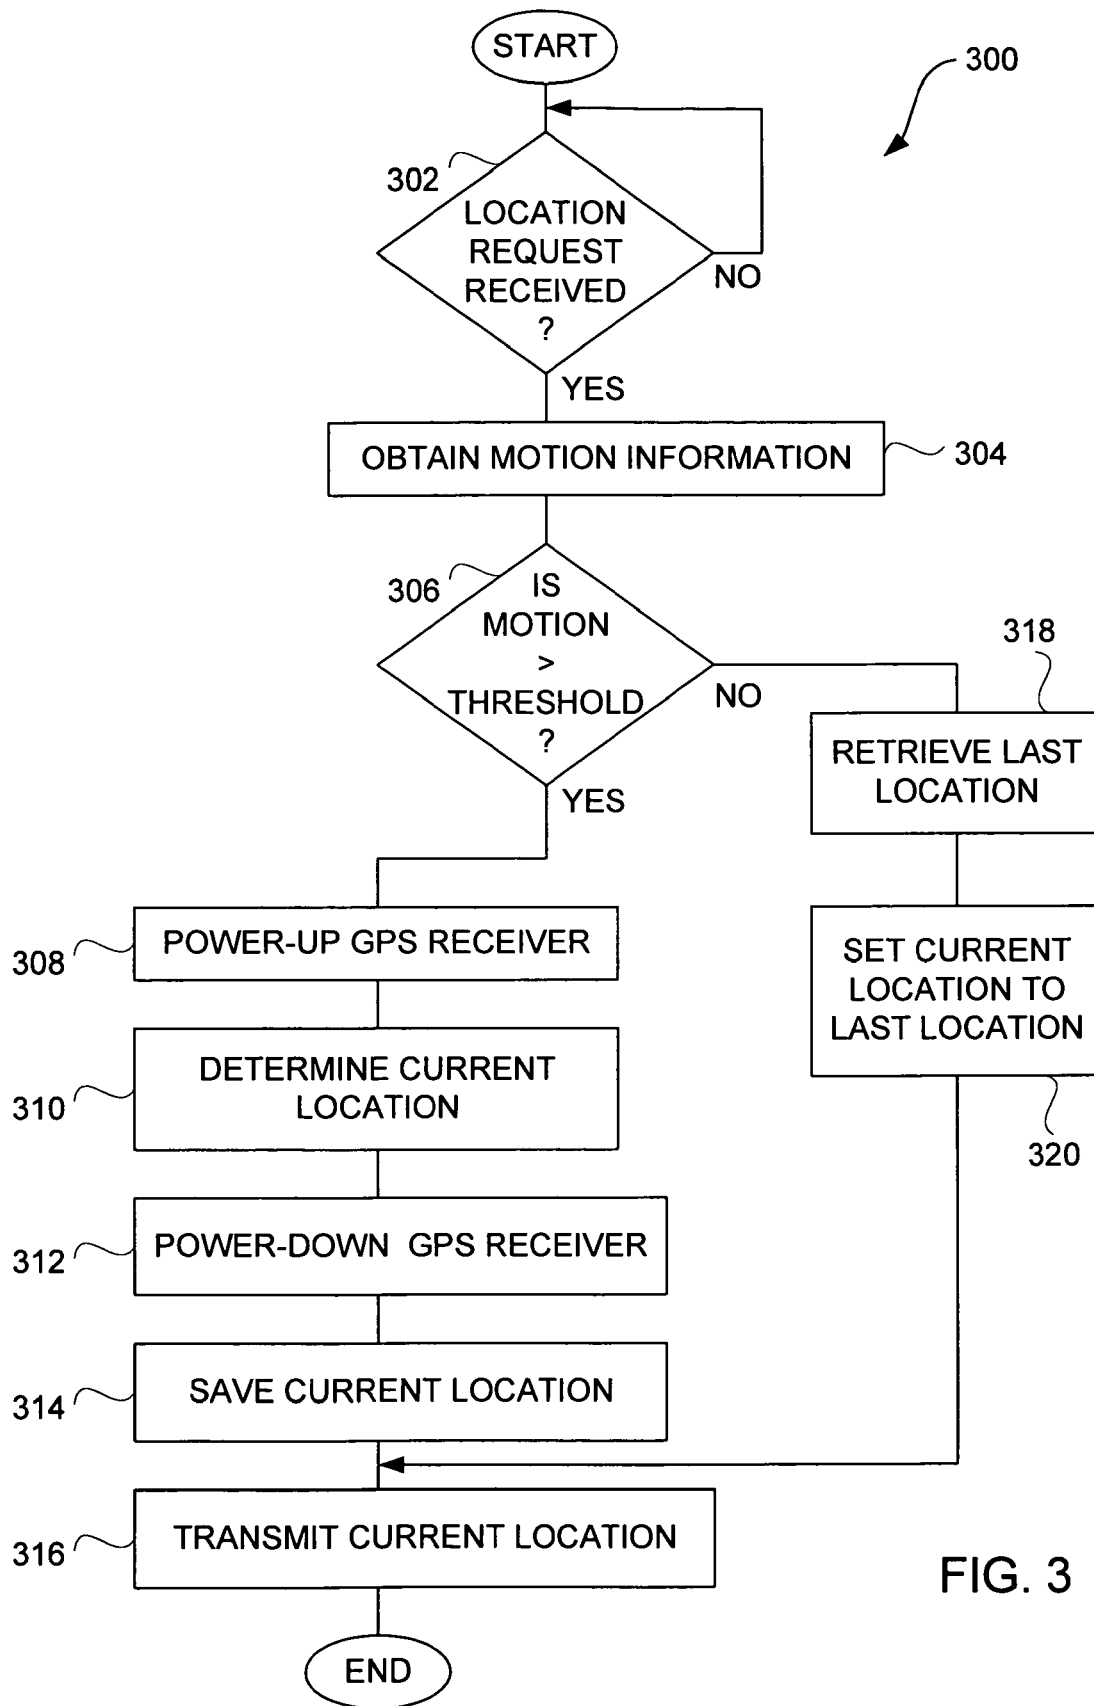 START
300
302
LOCATION
REQUEST
RECEIVED
?
NO
YES
OBTAIN MOTION INFORMATION
304
306
IS
MOTION
>
THRESHOLD
?
NO
YES
318
RETRIEVE LAST
LOCATION
308
POWER-UP GPS RECEIVER
SET CURRENT
LOCATION TO
LAST LOCATION
320
310
DETERMINE CURRENT
LOCATION
312
POWER-DOWN GPS RECEIVER
314
SAVE CURRENT LOCATION
316
TRANSMIT CURRENT LOCATION
FIG. 3
END